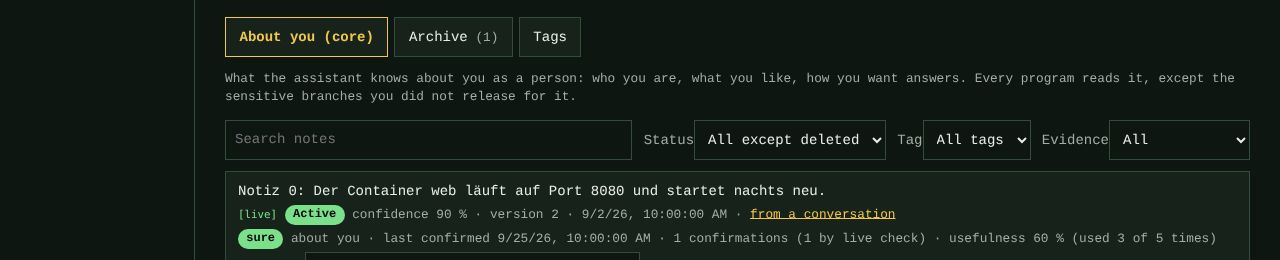 About you (core) Archive (1) Tags
What the assistant knows about you as a person: who you are, what you like, how you want answers. Every program reads it, except the
sensitive branches you did not release for it.
Search notes Status All except deleted Tag All tags Evidence All
Notiz 0: Der Container web läuft auf Port 8080 und startet nachts neu.
[live] Active confidence 90 % · version 2 · 9/2/26, 10:00:00 AM · from a conversation
sure about you · last confirmed 9/25/26, 10:00:00 AM · 1 confirmations (1 by live check) · usefulness 60 % (used 3 of 5 times)